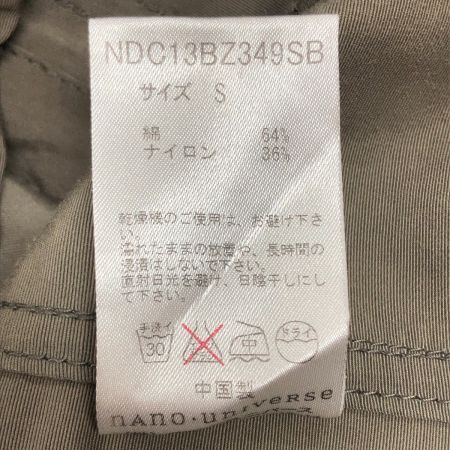 NDC13BZ349SB
サイズ S
綿 64%
ナイロン 36%
乾燥機のご使用は、お避け下さ
い。
濡れたままの放置や、長時間の
浸漬はしないで下さい。
直射日光を避け、日陰干しにし
て下さい。
手洗イ 30 中 ドライ
中国製
nano·universe